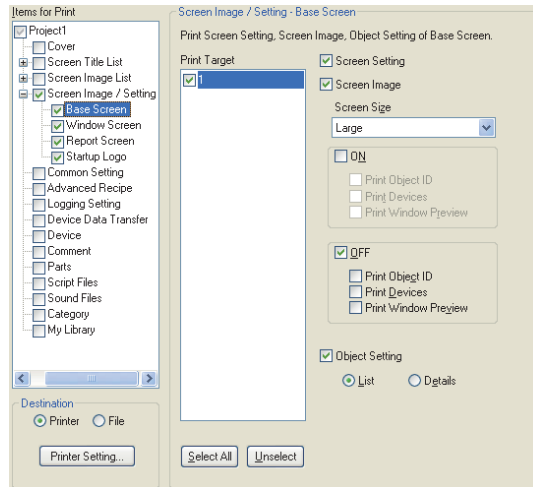 Items for Print
Project1
Cover
Screen Title List
Screen Image List
Screen Image / Setting
Base Screen
Window Screen
Report Screen
Startup Logo
Common Setting
Advanced Recipe
Logging Setting
Device Data Transfer
Device
Comment
Parts
Script Files
Sound Files
Category
My Library
Destination
Printer
File
Printer Setting...
Screen Image / Setting - Base Screen
Print Screen Setting, Screen Image, Object Setting of Base Screen.
Print Target
1
Select All
Unselect
Screen Setting
Screen Image
Screen Size
Large
ON
Print Object ID
Print Devices
Print Window Preview
OFF
Print Object ID
Print Devices
Print Window Preview
Object Setting
List
Details